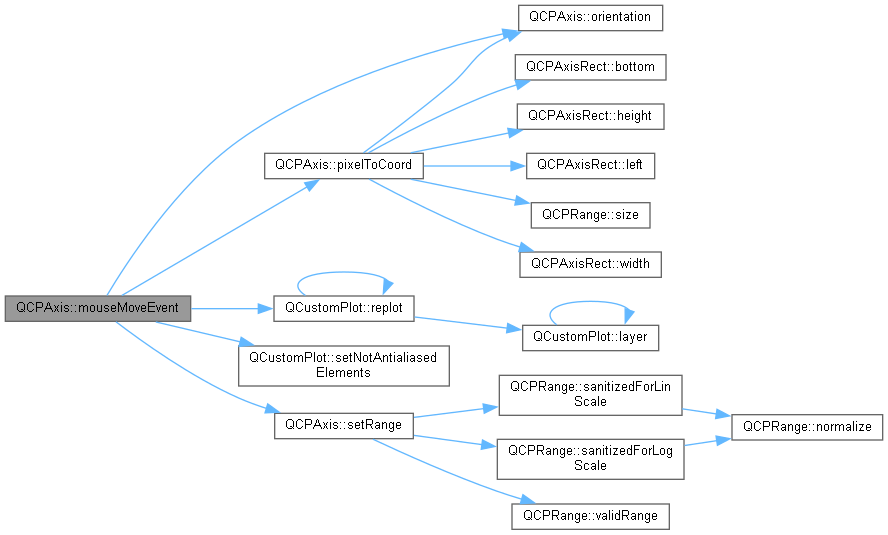 QCPAxis::orientation
QCPAxisRect::bottom
QCPAxisRect::height
QCPAxis::pixelToCoord
QCPAxisRect::left
QCPRange::size
QCPAxisRect::width
QCPAxis::mouseMoveEvent
QCustomPlot::replot
QCustomPlot::layer
QCustomPlot::setNotAntialiased
Elements
QCPRange::sanitizedForLin
Scale
QCPAxis::setRange
QCPRange::normalize
QCPRange::sanitizedForLog
Scale
QCPRange::validRange